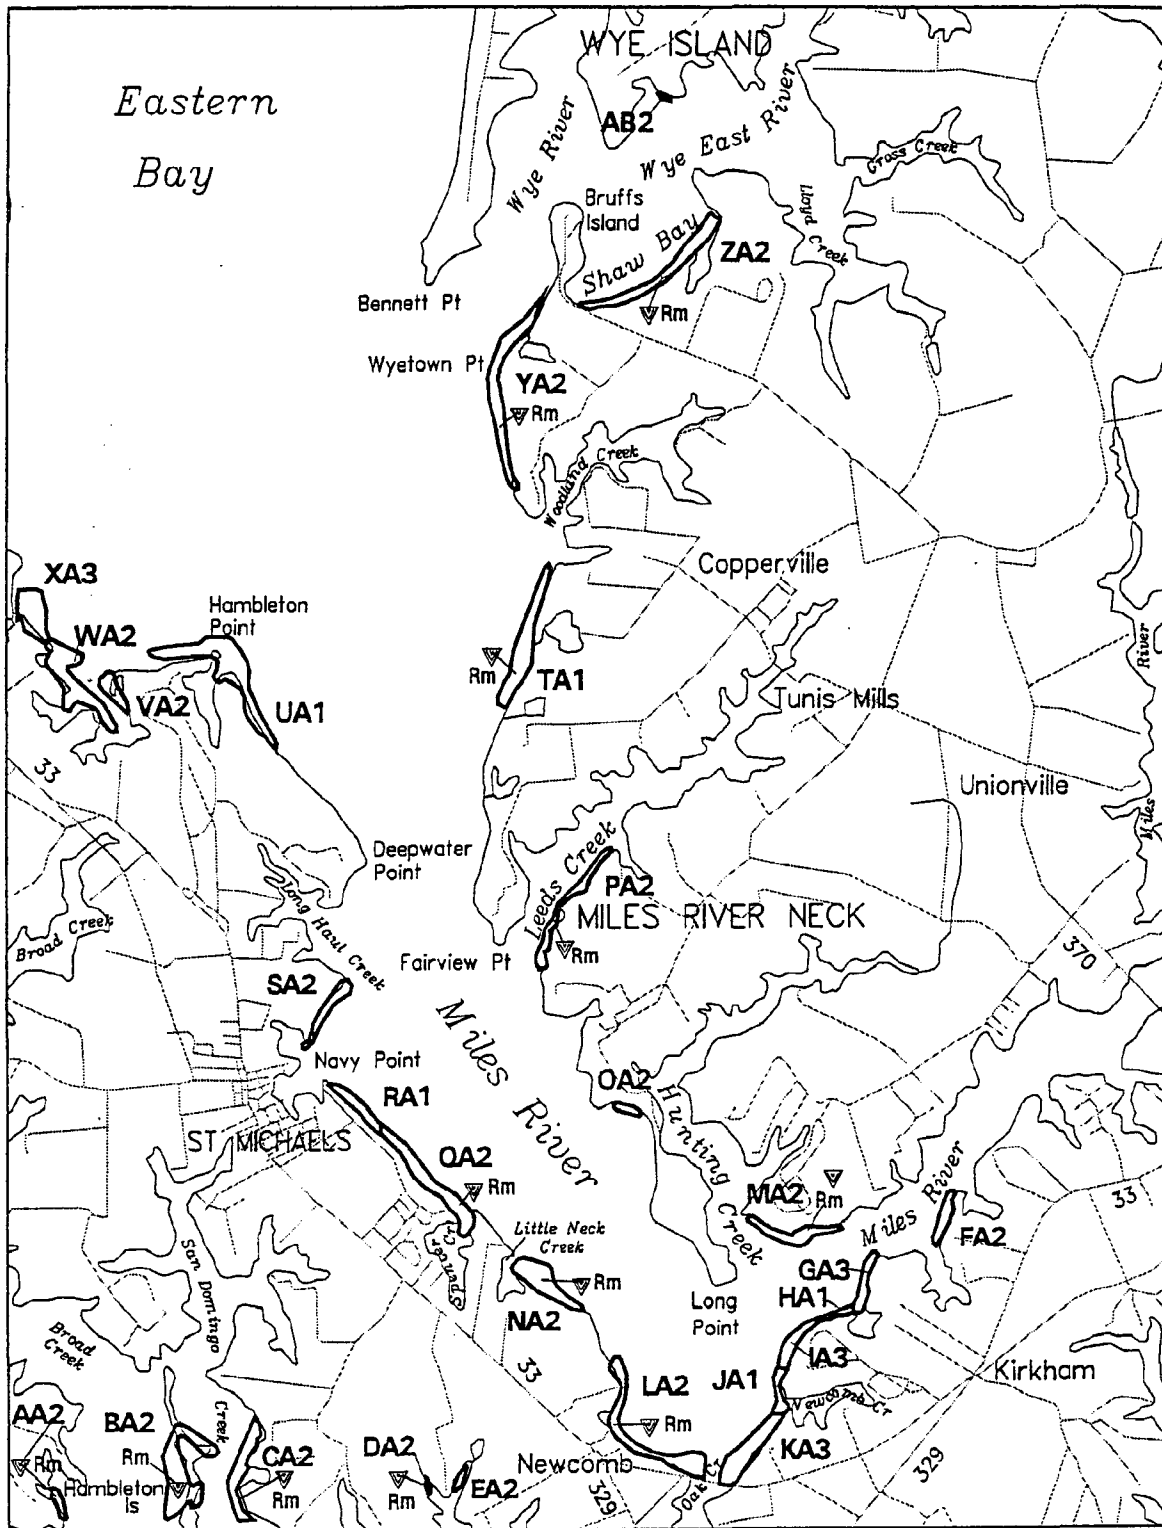 WYE ISLAND
Eastern
Bay
AB2
Wye River
Wye East River
Gross Creek
Lloyd Creek
Bruffs
Island
Shaw Bay
ZA2
Rm
Bennett Pt
Wyetown Pt
YA2
Rm
Woodland Creek
Copperville
XA3
Hambleton
Point
WA2
VA2
UA1
Rm
TA1
Tunis Mills
River
Miles
33
Unionville
Deepwater
Point
Leeds Creek
PA2
MILES RIVER NECK
Rm
Broad Creek
Long Haul Creek
Fairview Pt
370
SA2
Navy Point
Miles River
RA1
OA2
Hunting Creek
ST MICHAELS
QA2
Rm
MA2
Rm
Miles River
33
FA2
Little Neck
Creek
Spencer Cr
San Domingo
Creek
NA2
Rm
Long
Point
GA3
HA1
IA3
JA1
Kirkham
Newcomb Cr
KA3
33
Broad
Creek
AA2
Rm
BA2
Rm
Hambleton
Is
CA2
Rm
DA2
Rm
EA2
LA2
Rm
Newcomb
329
Oak Cr
329